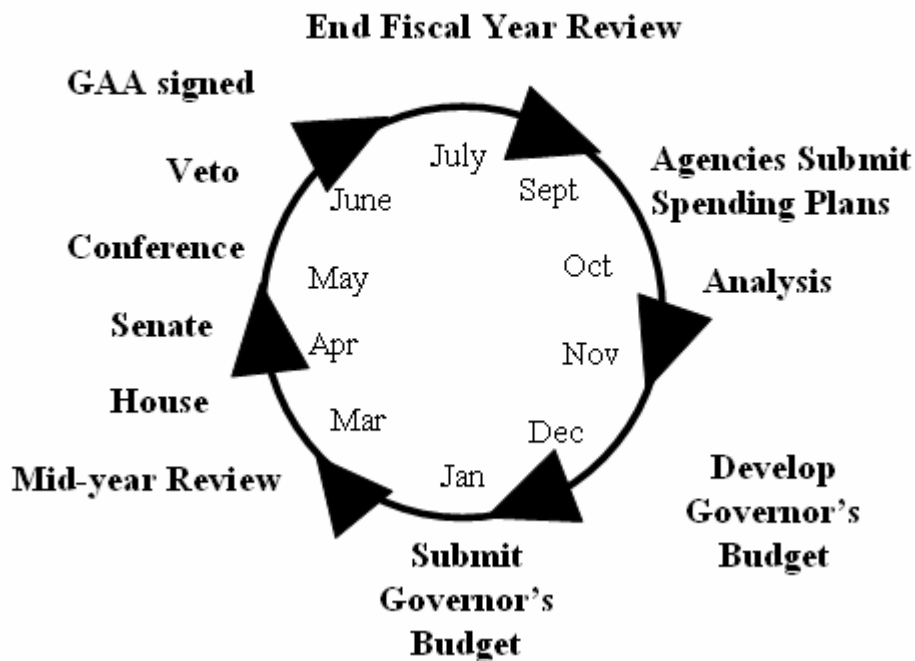 End Fiscal Year Review
GAA signed
July
Agencies Submit
Spending Plans
Veto
June
Sept
Conference
May
Oct
Analysis
Senate
Apr
Nov
House
Mar
Dec
Mid-year Review
Jan
Develop
Governor’s
Budget
Submit
Governor’s
Budget